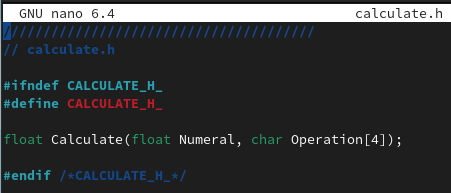 GNU nano 6.4 calculate.h
///////////////////////////////////////
// calculate.h
#ifndef CALCULATE_H_
#define CALCULATE_H_
float Calculate(float Numeral, char Operation[4]);
#endif /*CALCULATE_H_*/